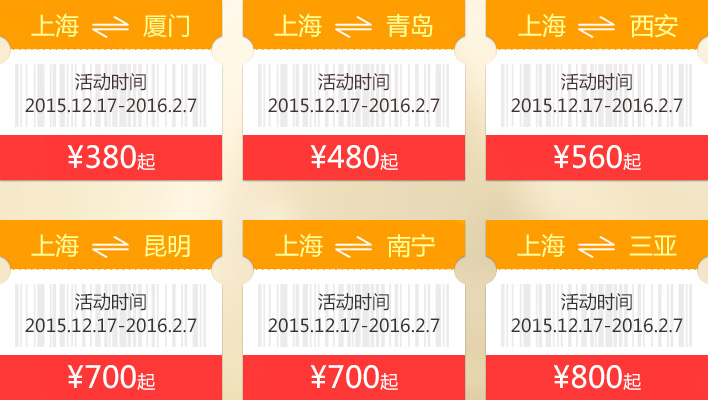 上海 ⇌ 厦门
活动时间
2015.12.17-2016.2.7
¥380起
上海 ⇌ 青岛
活动时间
2015.12.17-2016.2.7
¥480起
上海 ⇌ 西安
活动时间
2015.12.17-2016.2.7
¥560起
上海 ⇌ 昆明
活动时间
2015.12.17-2016.2.7
¥700起
上海 ⇌ 南宁
活动时间
2015.12.17-2016.2.7
¥700起
上海 ⇌ 三亚
活动时间
2015.12.17-2016.2.7
¥800起